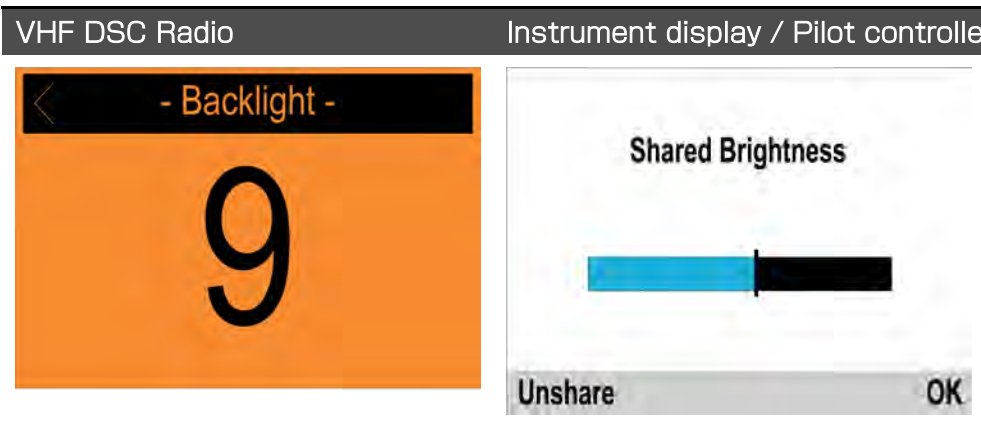 VHF DSC Radio
Instrument display / Pilot controlle
- Backlight -
9
Shared Brightness
Unshare
OK